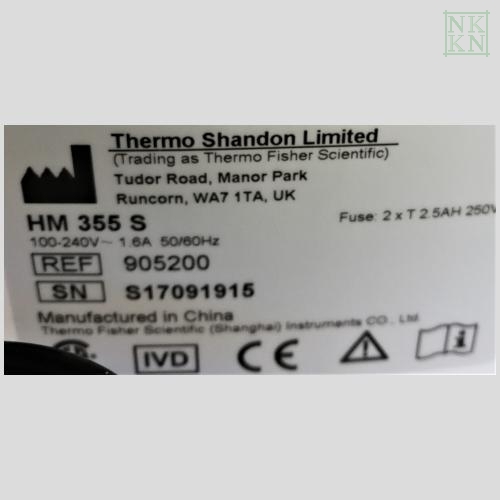 NK
KN
Thermo Shandon Limited
(Trading as Thermo Fisher Scientific)
Tudor Road, Manor Park
Runcorn, WA7 1TA, UK
HM 355 S
Fuse: 2 x T 2.5AH 250V
100-240V~ 1.6A 50/60Hz
REF 905200
SN S17091915
Manufactured in China
Thermo Fisher Scientific (Shanghai) Instruments CO., Ltd.
IVD CE